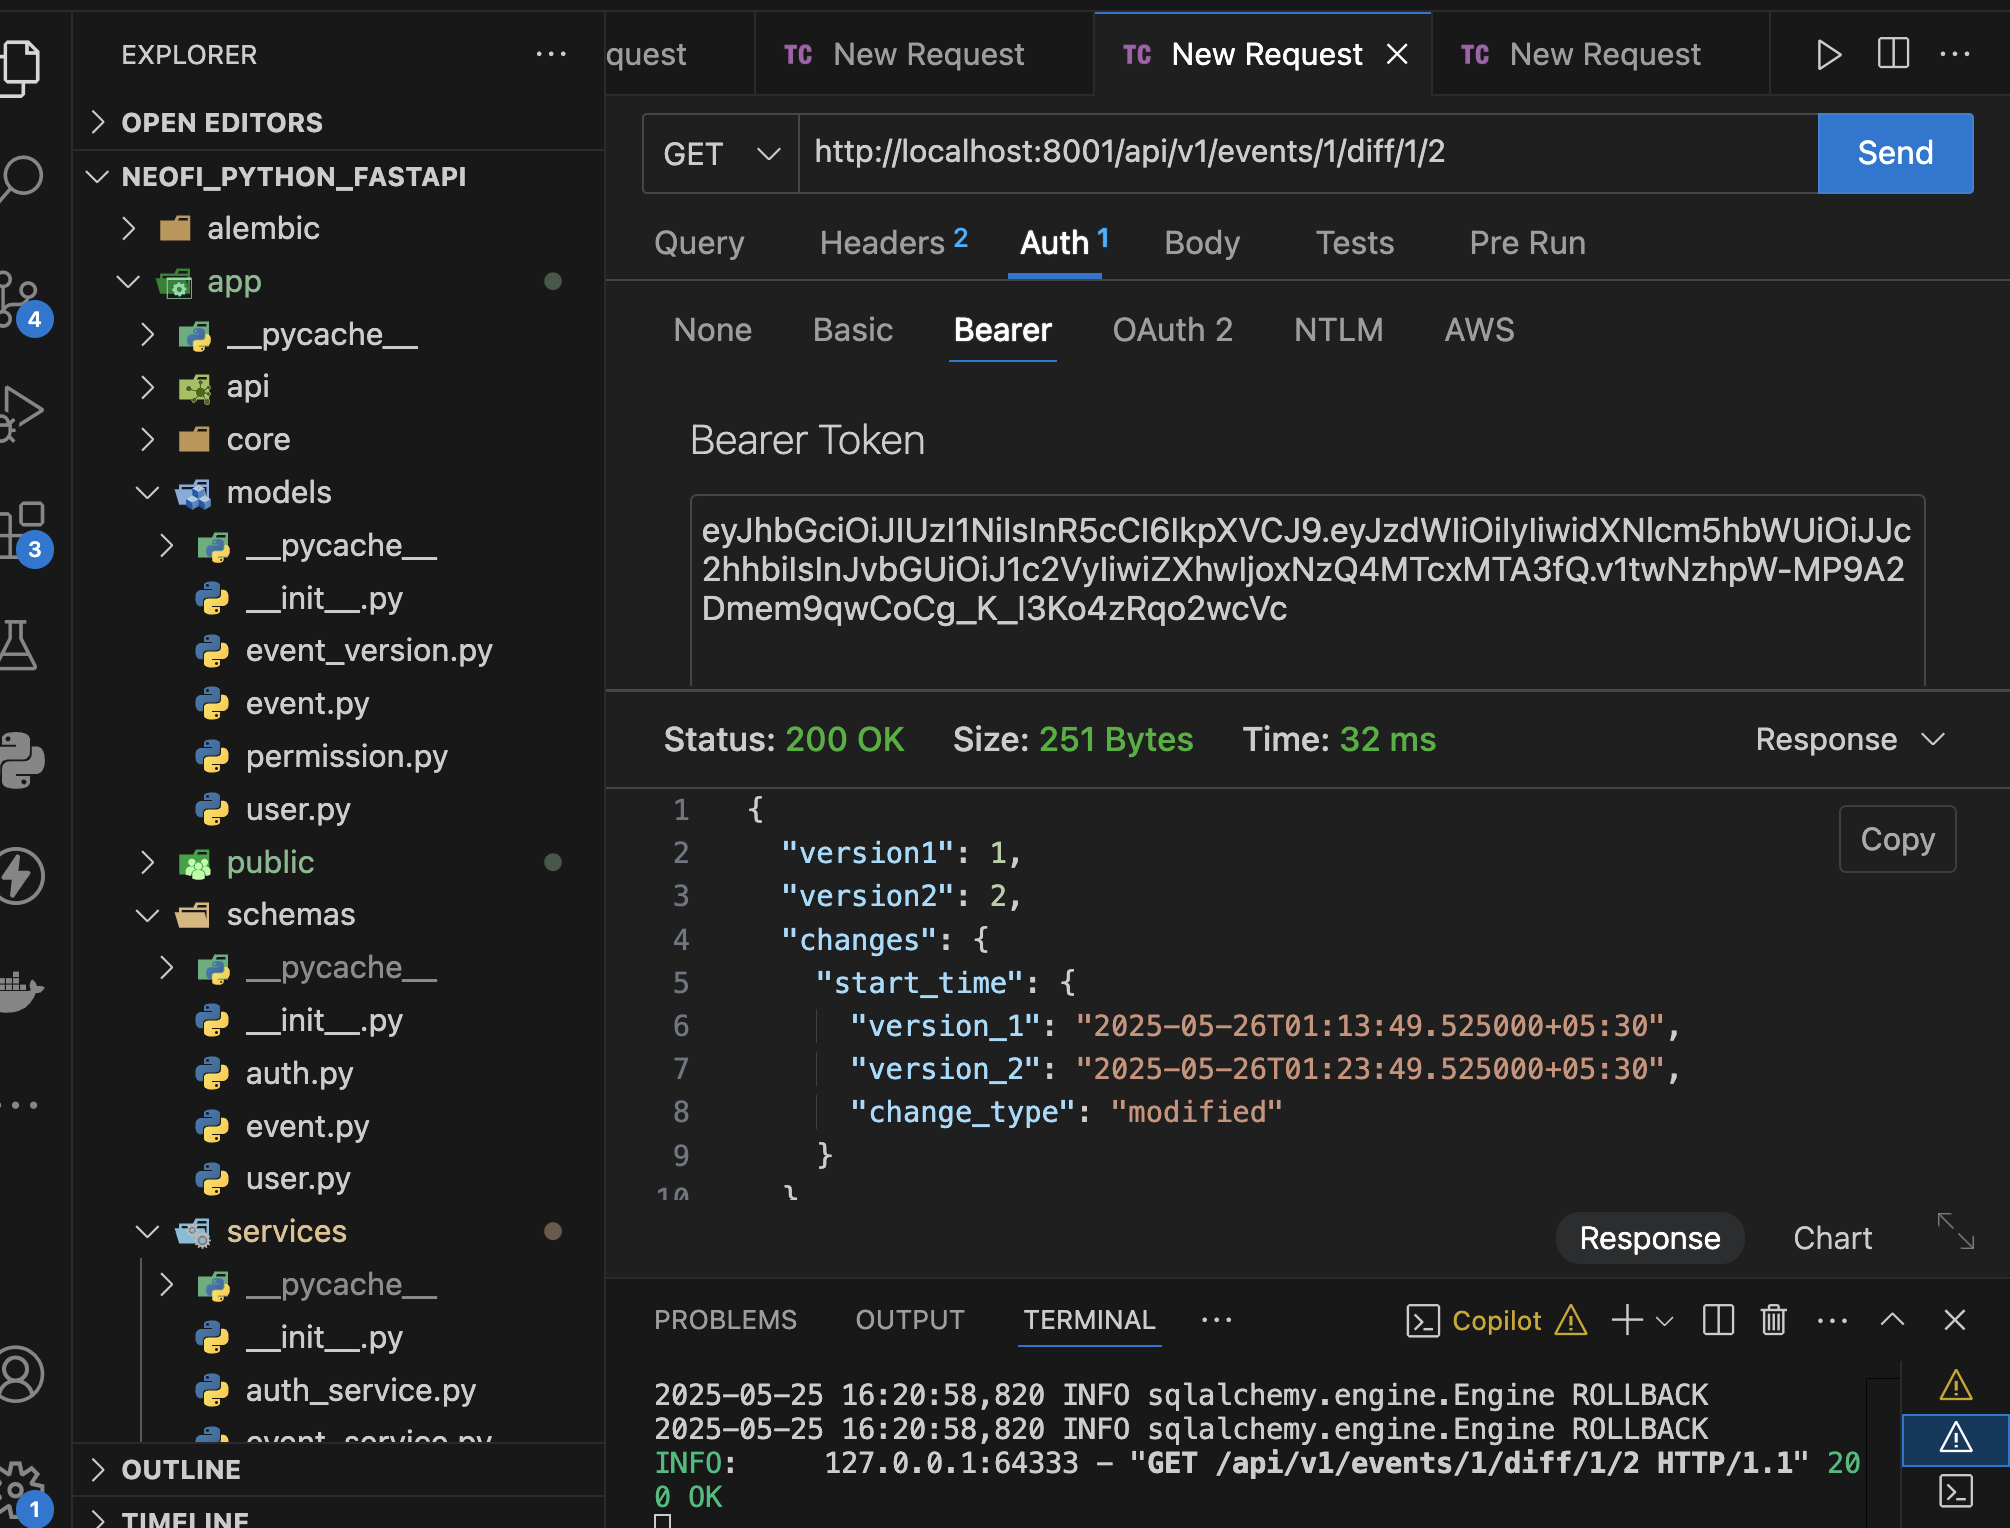 EXPLORER
OPEN EDITORS
NEOFI_PYTHON_FASTAPI
alembic
app
__pycache__
api
core
models
__pycache__
__init__.py
event_version.py
event.py
permission.py
user.py
public
schemas
__pycache__
__init__.py
auth.py
event.py
user.py
services
__pycache__
__init__.py
auth_service.py
event_service.py
OUTLINE
TIMELINE
4
3
1
quest
TC New Request
TC New Request
TC New Request
GET
http://localhost:8001/api/v1/events/1/diff/1/2
Send
Query Headers 2 Auth 1 Body Tests Pre Run
None Basic Bearer OAuth 2 NTLM AWS
Bearer Token
eyJhbGciOiJIUzI1NiIsInR5cCI6IkpXVCJ9.eyJzdWIiOiIyIiwidXNlcm5hbWUiOiJJc
2hhbiIsInJvbGUiOiJ1c2VyIiwiZXhwIjoxNzQ4MTcxMTA3fQ.v1twNzhpW-MP9A2
Dmem9qwCoCg_K_I3Ko4zRqo2wcVc
Status: 200 OK Size: 251 Bytes Time: 32 ms
Response
Copy
1 {
2 "version1": 1,
3 "version2": 2,
4 "changes": {
5 "start_time": {
6 "version_1": "2025-05-26T01:13:49.525000+05:30",
7 "version_2": "2025-05-26T01:23:49.525000+05:30",
8 "change_type": "modified"
9 }
10 }
Response Chart
PROBLEMS OUTPUT TERMINAL
Copilot
2025-05-25 16:20:58,820 INFO sqlalchemy.engine.Engine ROLLBACK
2025-05-25 16:20:58,820 INFO sqlalchemy.engine.Engine ROLLBACK
INFO: 127.0.0.1:64333 - "GET /api/v1/events/1/diff/1/2 HTTP/1.1" 20
0 OK